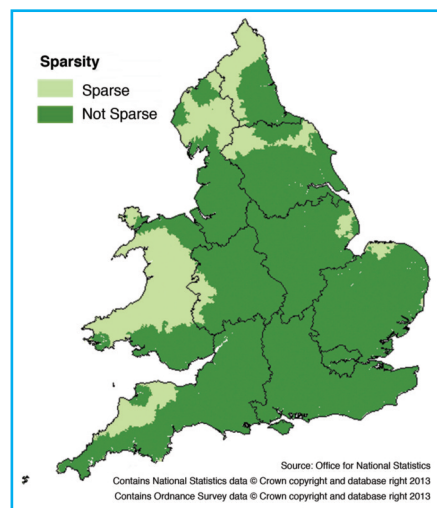 Sparsity
Sparse
Not Sparse
Source: Office for National Statistics
Contains National Statistics data © Crown copyright and database right 2013
Contains Ordnance Survey data © Crown copyright and database right 2013